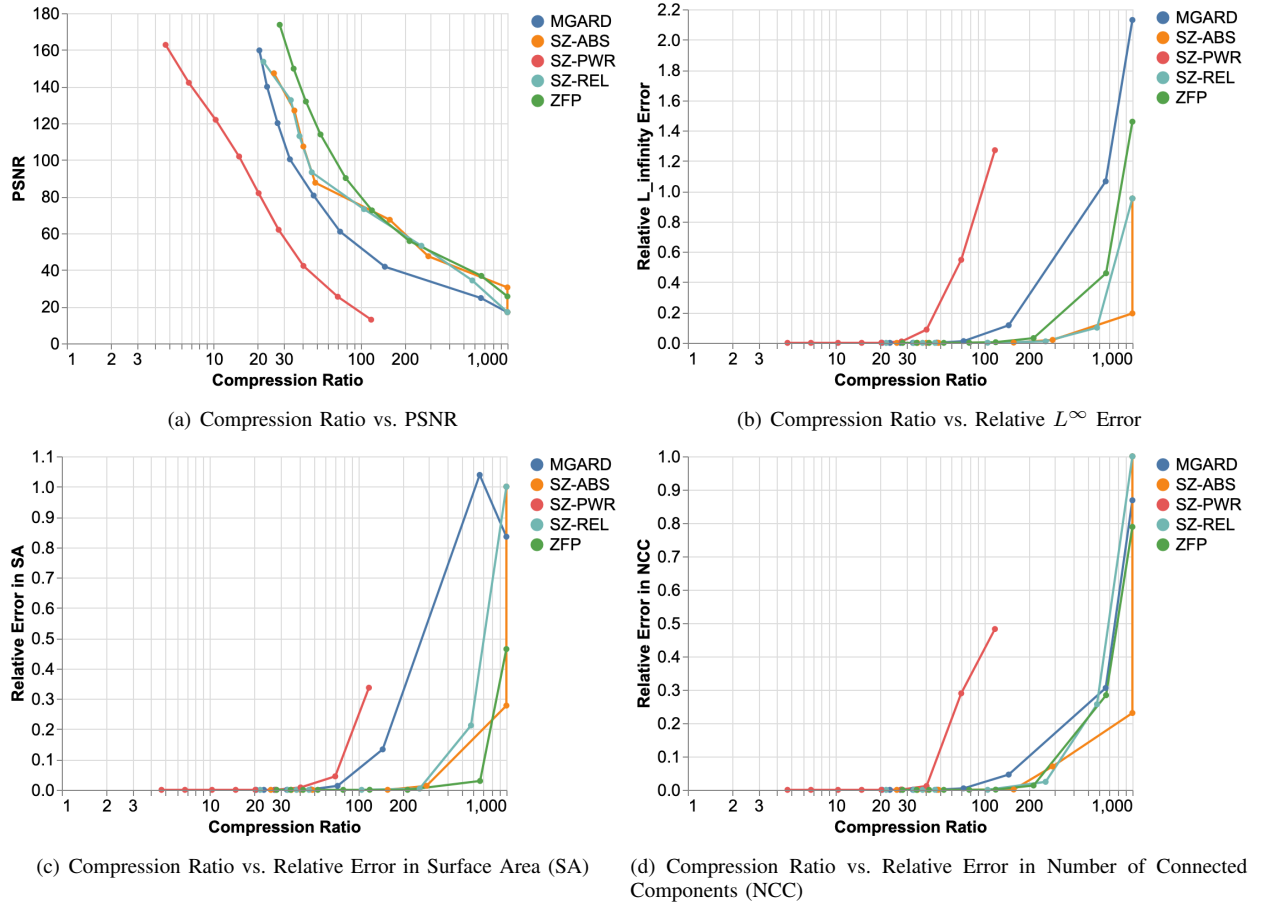 PSNR
180
160
140
120
100
80
60
40
20
0
1 2 3 10 20 30 100 200 1,000
Compression Ratio
MGARD
SZ-ABS
SZ-PWR
SZ-REL
ZFP
(a) Compression Ratio vs. PSNR
Relative L_infinity Error
2.2
2.0
1.8
1.6
1.4
1.2
1.0
0.8
0.6
0.4
0.2
0.0
1 2 3 10 20 30 100 200 1,000
Compression Ratio
MGARD
SZ-ABS
SZ-PWR
SZ-REL
ZFP
(b) Compression Ratio vs. Relative L∞ Error
Relative Error in SA
1.1
1.0
0.9
0.8
0.7
0.6
0.5
0.4
0.3
0.2
0.1
0.0
1 2 3 10 20 30 100 200 1,000
Compression Ratio
MGARD
SZ-ABS
SZ-PWR
SZ-REL
ZFP
(c) Compression Ratio vs. Relative Error in Surface Area (SA)
Relative Error in NCC
1.0
0.9
0.8
0.7
0.6
0.5
0.4
0.3
0.2
0.1
0.0
1 2 3 10 20 30 100 200 1,000
Compression Ratio
MGARD
SZ-ABS
SZ-PWR
SZ-REL
ZFP
(d) Compression Ratio vs. Relative Error in Number of Connected
Components (NCC)